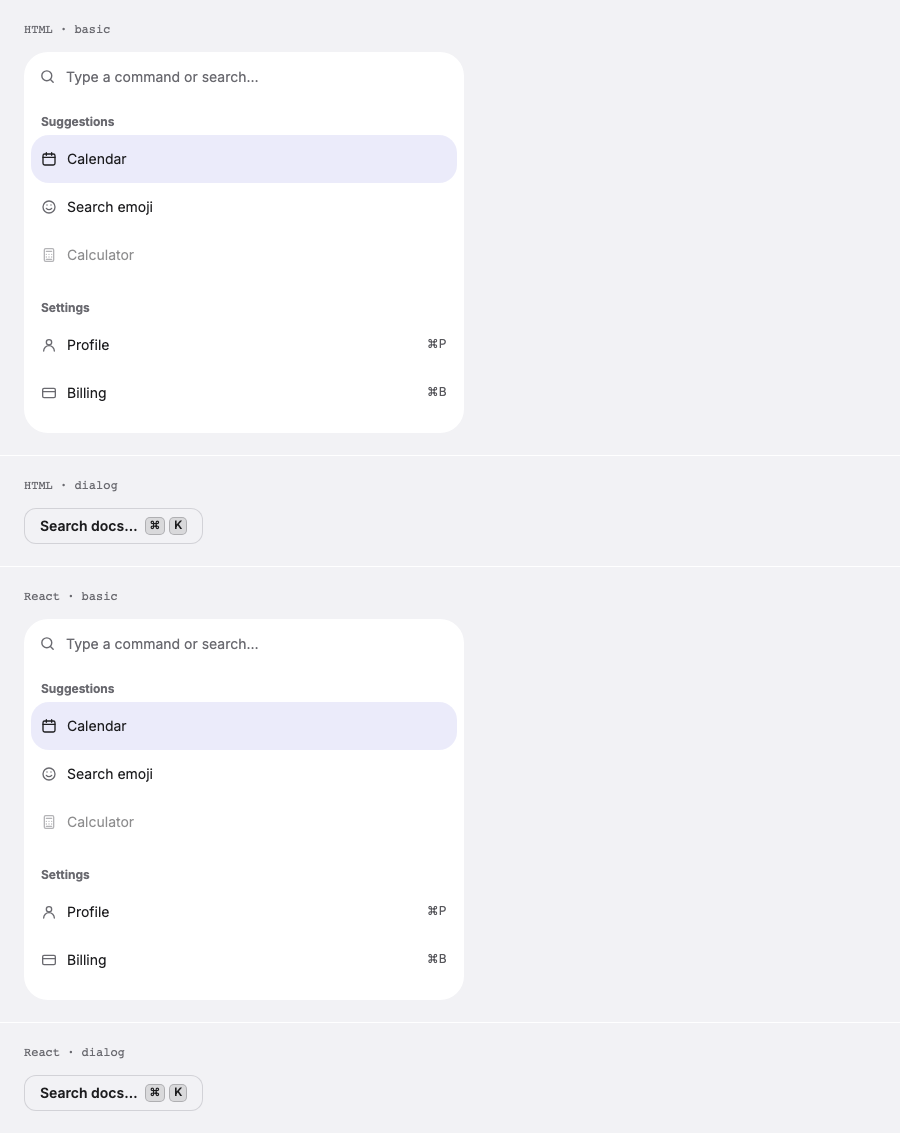 HTML · basic
Type a command or search...
Suggestions
Calendar
Search emoji
Calculator
Settings
Profile ⌘P
Billing ⌘B
HTML · dialog
Search docs... ⌘ K
React · basic
Type a command or search...
Suggestions
Calendar
Search emoji
Calculator
Settings
Profile ⌘P
Billing ⌘B
React · dialog
Search docs... ⌘ K